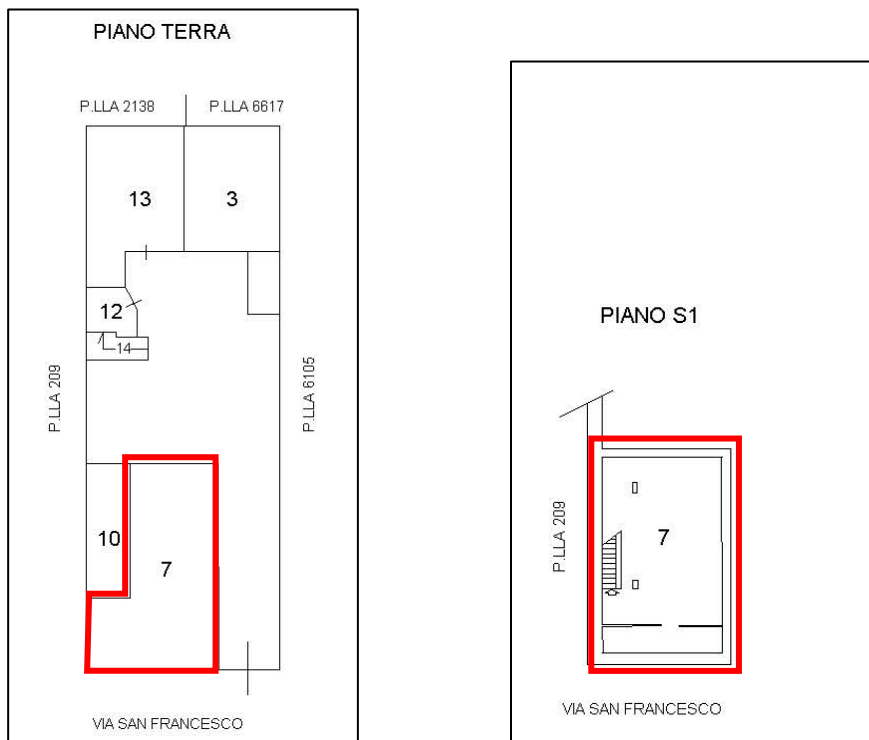 PIANO TERRA
P.LLA 2138
P.LLA 6617
13
3
12
14
P.LLA 209
P.LLA 6105
10
7
VIA SAN FRANCESCO
PIANO S1
P.LLA 209
7
VIA SAN FRANCESCO